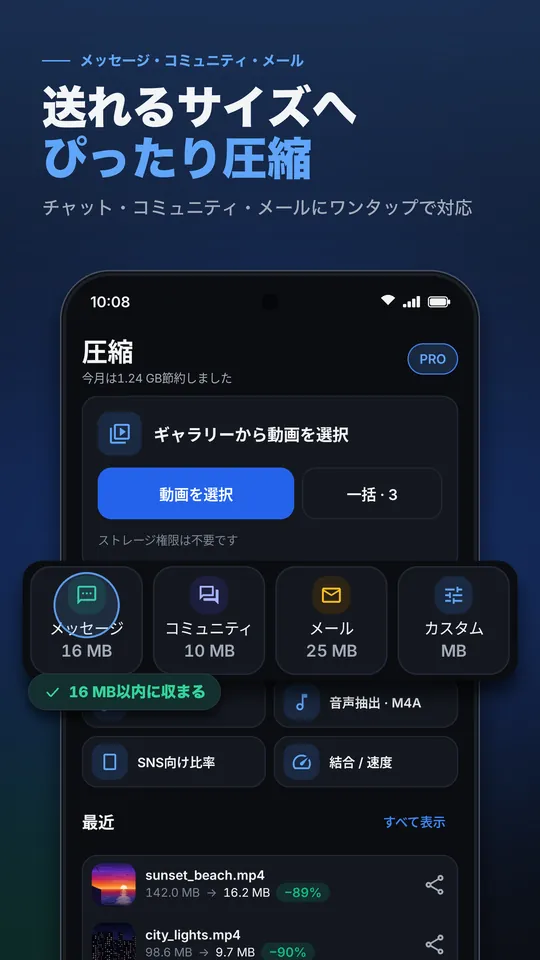 メッセージ・コミュニティ・メール
送れるサイズへ
ぴったり圧縮
チャット・コミュニティ・メールにワンタップで対応
10:08
圧縮
今月は1.24 GB節約しました
PRO
ギャラリーから動画を選択
動画を選択
一括 · 3
ストレージ権限は不要です
メッセージ
16 MB
コミュニティ
10 MB
メール
25 MB
カスタム
MB
16 MB以内に収まる
音声抽出 · M4A
SNS向け比率
結合 / 速度
最近
すべて表示
sunset_beach.mp4
142.0 MB → 16.2 MB −89%
city_lights.mp4
98.6 MB → 9.7 MB −90%